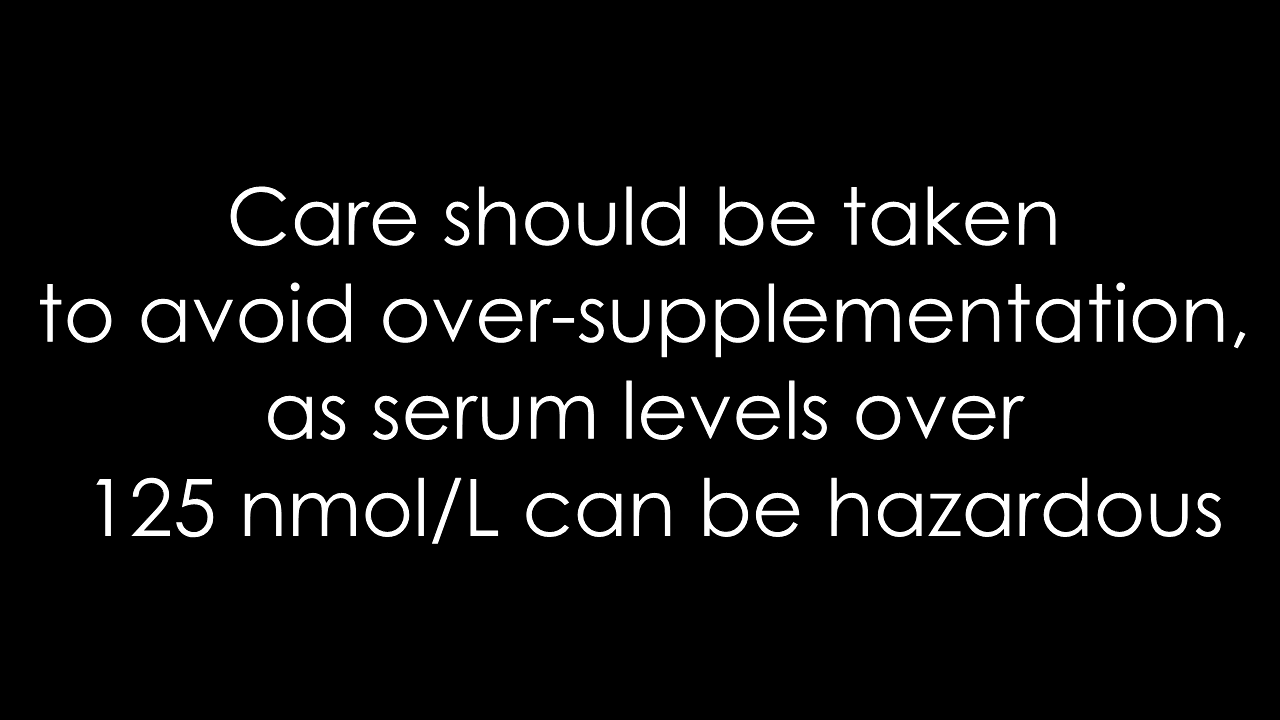 Care should be taken
to avoid over-supplementation,
as serum levels over
125 nmol/L can be hazardous